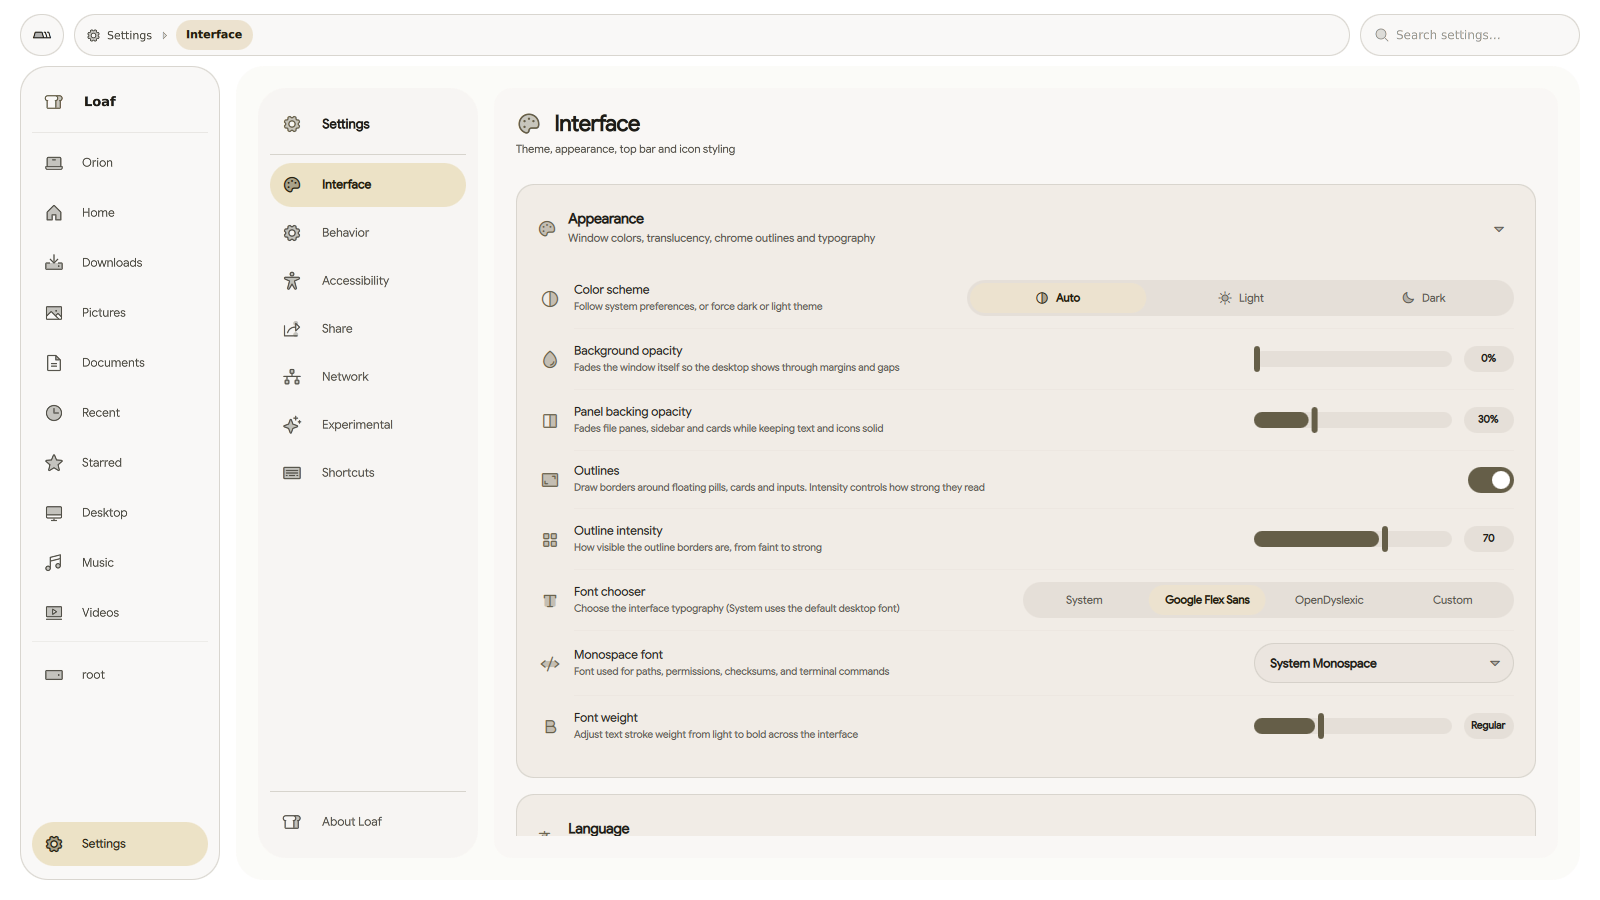 Settings
Interface
Search settings...
Loaf
Orion
Home
Downloads
Pictures
Documents
Recent
Starred
Desktop
Music
Videos
root
Settings
Settings
Interface
Behavior
Accessibility
Share
Network
Experimental
Shortcuts
About Loaf
Interface
Theme, appearance, top bar and icon styling
Appearance
Window colors, translucency, chrome outlines and typography
Color scheme
Follow system preferences, or force dark or light theme
Auto
Light
Dark
Background opacity
Fades the window itself so the desktop shows through margins and gaps
0%
Panel backing opacity
Fades file panes, sidebar and cards while keeping text and icons solid
30%
Outlines
Draw borders around floating pills, cards and inputs. Intensity controls how strong they read
Outline intensity
How visible the outline borders are, from faint to strong
70
Font chooser
Choose the interface typography (System uses the default desktop font)
System
Google Flex Sans
OpenDyslexic
Custom
Monospace font
Font used for paths, permissions, checksums, and terminal commands
System Monospace
Font weight
Adjust text stroke weight from light to bold across the interface
Regular
Language